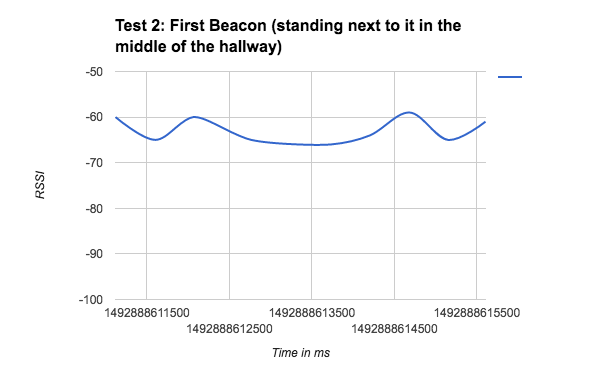 Test 2: First Beacon (standing next to it in the
middle of the hallway)
-50
-60
-70
-80
-90
-100
RSSI
1492888611500
1492888612500
1492888613500
1492888614500
1492888615500
Time in ms